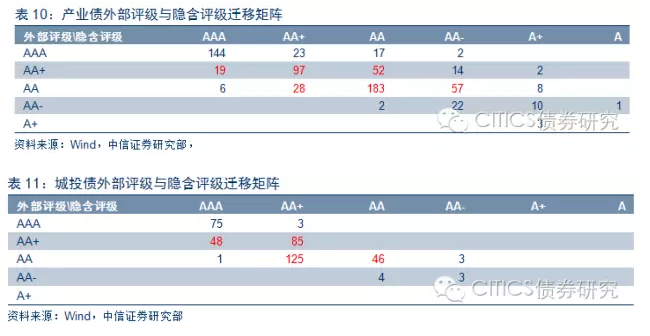 表 10：产业债外部评级与隐含评级迁移矩阵
外部评级\隐含评级 AAA AA+ AA AA- A+ A
AAA 144 23 17 2
AA+ 19 97 52 14 2
AA 6 28 183 57 8
AA- 2 22 10 1
A+ 3
CITICS债券研究
资料来源：Wind，中信证券研究部，
表 11：城投债外部评级与隐含评级迁移矩阵
外部评级\隐含评级 AAA AA+ AA AA- A+ A
AAA 75 3
AA+ 48 85
AA 1 125 46 3
AA- 4 3
A+
CITICS债券研究
资料来源：Wind，中信证券研究部